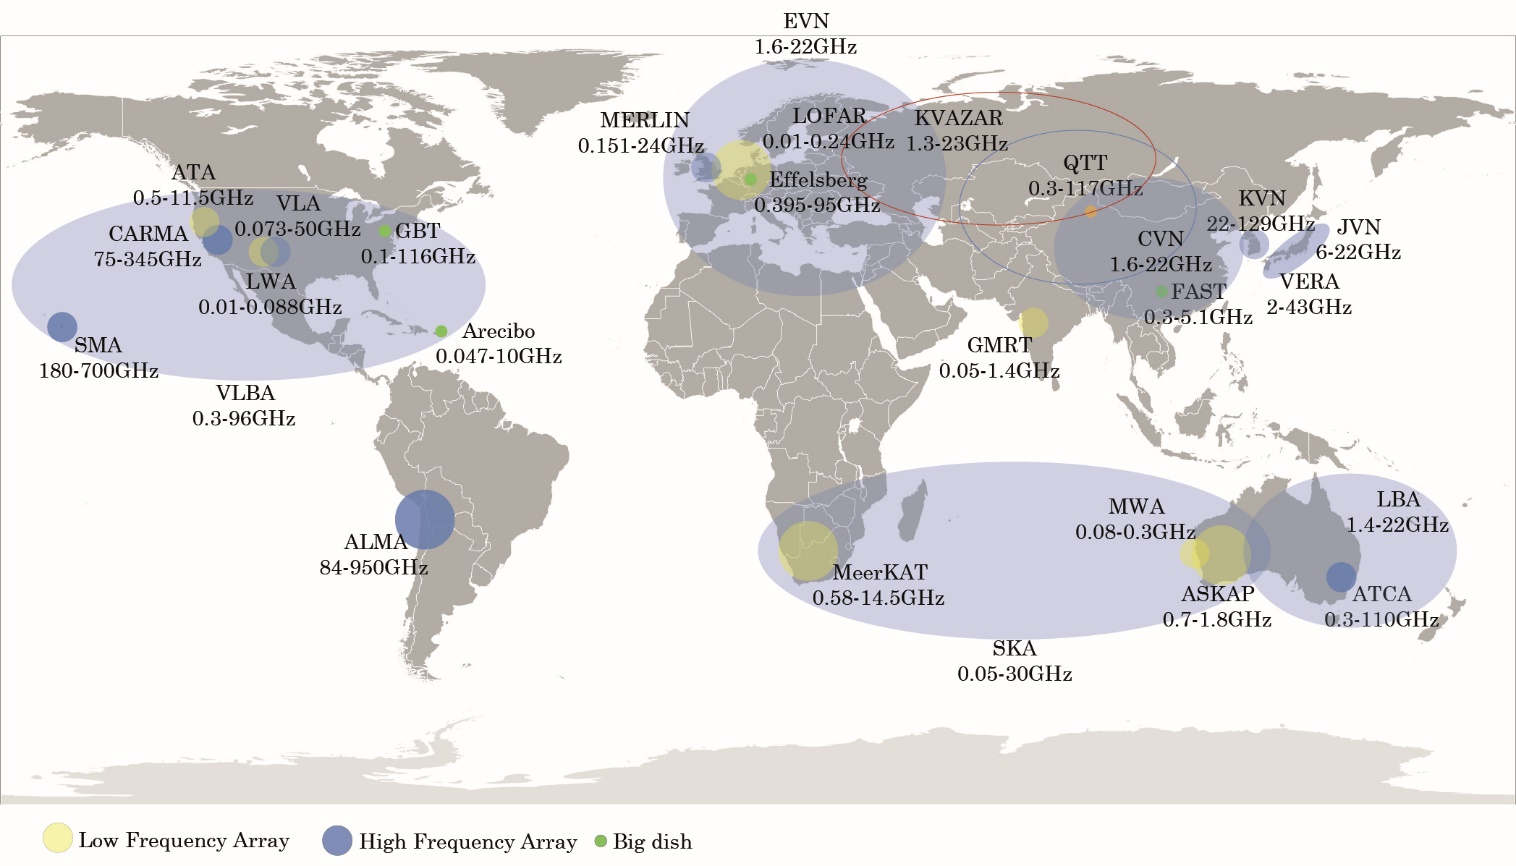 EVN
1.6-22GHz
MERLIN
0.151-24GHz
LOFAR
0.01-0.24GHz
KVAZAR
1.3-23GHz
Effelsberg
0.395-95GHz
QTT
0.3-117GHz
ATA
0.5-11.5GHz
VLA
0.073-50GHz
CARMA
75-345GHz
GBT
0.1-116GHz
LWA
0.01-0.088GHz
KVN
22-129GHz
JVN
6-22GHz
CVN
1.6-22GHz
VERA
2-43GHz
FAST
0.3-5.1GHz
SMA
180-700GHz
Arecibo
0.047-10GHz
GMRT
0.05-1.4GHz
VLBA
0.3-96GHz
ALMA
84-950GHz
MWA
0.08-0.3GHz
LBA
1.4-22GHz
MeerKAT
0.58-14.5GHz
ASKAP
0.7-1.8GHz
ATCA
0.3-110GHz
SKA
0.05-30GHz
Low Frequency Array
High Frequency Array
Big dish